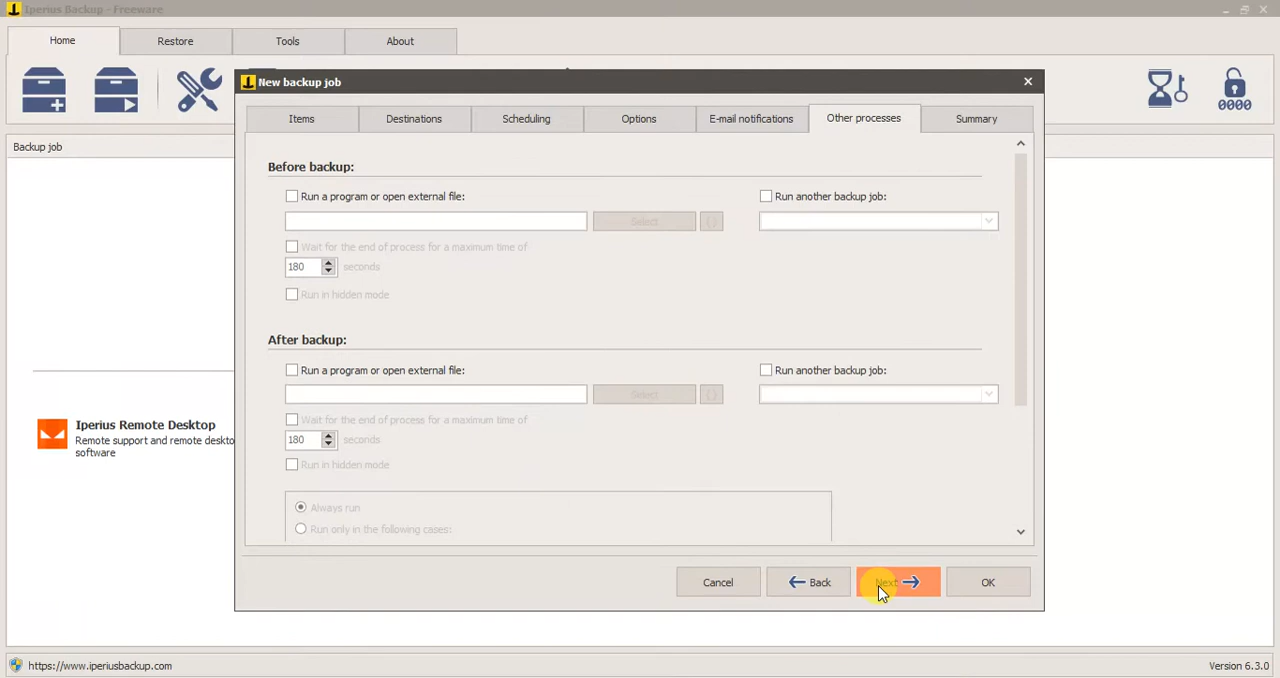 Iperius Backup - Freeware
Home
Restore
Tools
About
0000
Backup job
New backup job
Items
Destinations
Scheduling
Options
E-mail notifications
Other processes
Summary
Before backup:
Run a program or open external file:
Run another backup job:
Select
{ }
Wait for the end of process for a maximum time of
180
seconds
Run in hidden mode
After backup:
Run a program or open external file:
Run another backup job:
Select
{ }
Wait for the end of process for a maximum time of
180
seconds
Run in hidden mode
Always run
Run only in the following cases:
Iperius Remote Desktop
Remote support and remote deskto
software
Cancel
Back
Next
OK
https://www.iperiusbackup.com
Version 6.3.0